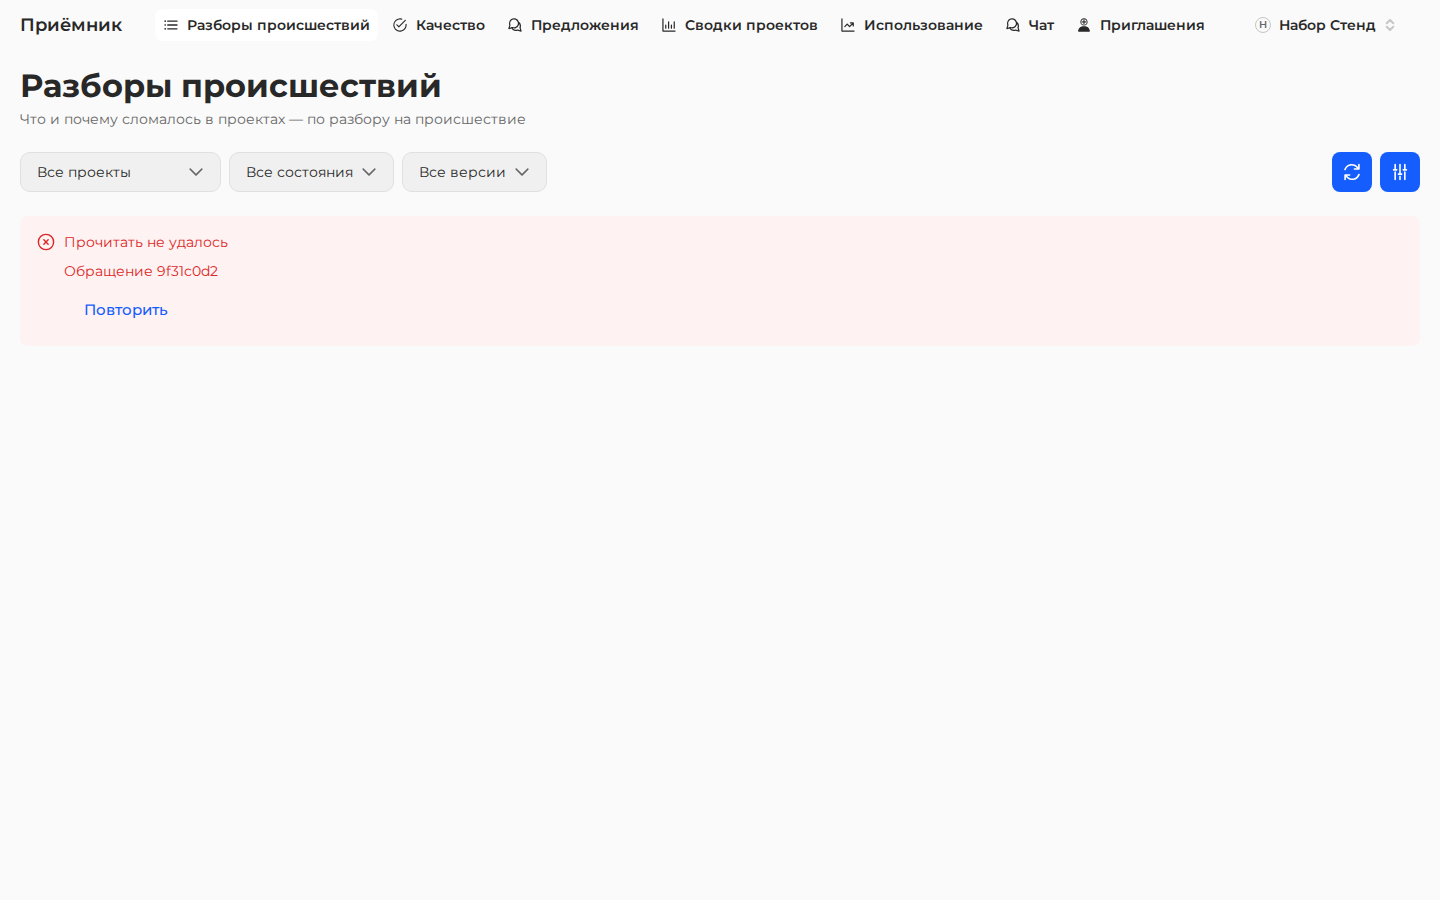 Приёмник
Разборы происшествий
Качество
Предложения
Сводки проектов
Использование
Чат
Приглашения
Н
Набор Стенд
Разборы происшествий
Что и почему сломалось в проектах — по разбору на происшествие
Все проекты
Все состояния
Все версии
Прочитать не удалось
Обращение 9f31c0d2
Повторить